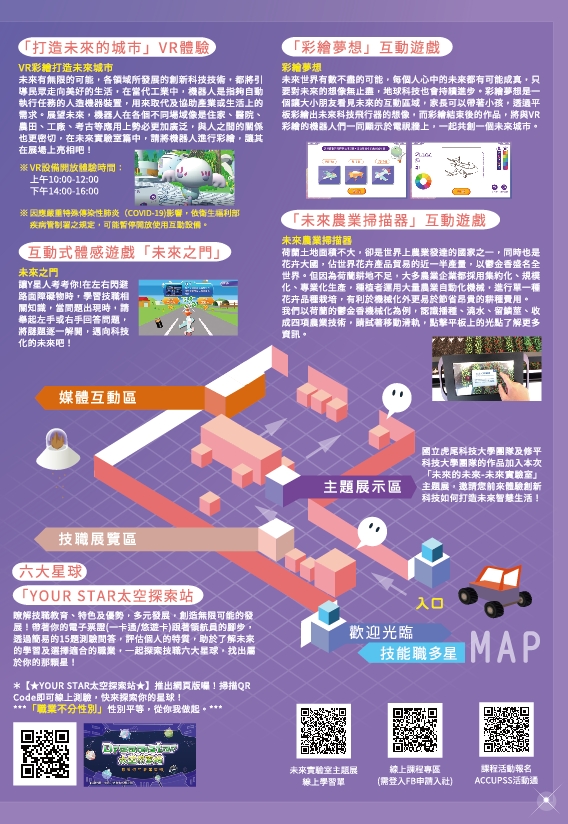 「打造未來的城市」VR體驗
VR彩繪打造未來城市
未來有無限的可能，各領域所發展的創新科技技術，都將引
導民眾走向美好的生活，在當代工業中，機器人是指夠自動
執行任務的人造機器裝置，用來取代及協助產業或生活上的
需求。展望未來，機器人在各個不同場域像是住家、醫院、
農田、工廠、考古等應用上勢必更加廣泛，與人之間的關係
也更密切，在未來實驗室篇中，請將機器人進行彩繪，讓其
在展場上亮相吧！
※VR設備開放體驗時間：
上午10:00-12:00
下午14:00-16:00
※因應嚴重特殊傳染性肺炎（COVID-19)影響，依衛生福利部
疾病管制署之規定，可能暫停開放使用互動設備。
互動式體感遊戲「未來之門」
未來之門
讓Y星人考考你!在左右閃避
路面障礙物時，學習技職相
關知識，當問題出現時，請
舉起左手或右手回答問題，
將謎題逐一解開，邁向科技
化的未來吧！
「彩繪夢想」互動遊戲
彩繪夢想
未來世界有數不盡的可能，每個人心中的未來都有可能成真，只
要對未來的想像無止盡，地球科技也會持續進步。彩繪夢想是一
個讓大小朋友看見未來的互動區域，家長可以帶著小孩，透過平
板彩繪出未來科技飛行器的想像，而彩繪結束後的作品，將與VR
彩繪的機器人們一同顯示於電視牆上，一起共創一個未來城市。
「未來農業掃描器」互動遊戲
未來農業掃描器
荷蘭土地面積不大，卻是世界上農業發達的國家之一，同時也是
花卉大國，佔世界花卉產品貿易的近一半產量，以鬱金香盛名全
世界。但因為荷蘭耕地不足，大多農業企業都採用集約化、規模
化、專業化生產，種植者運用大量農業自動化機械，進行單一種
花卉品種栽培，有利於機械化外更易於節省昂貴的耕種費用。
我們以荷蘭的鬱金香機械化為例，認識播種、滴水、留鱗莖、收
成四項農業技術，請試著移動滑軌，點擊平板上的光點了解更多
資訊。
媒體互動區
主題展示區
國立虎尾科技大學團隊及修平
科技大學團隊的作品加入本次
「未來的未來-未來實驗室」
主題展，邀請您前來體驗創新
科技如何打造未來智慧生活！
技職展覽區
入口
歡迎光臨
技能職多星
MAP
六大星球
「YOUR STAR太空探索站
瞭解技職教育、特色及優勢，多元發展，創造無限可能的發
展！帶著你的電子票證(一卡通/悠遊卡)跟著領航員的腳步，
透過簡易的15題測驗問答，評估個人的特質，助於了解未來
的學習及選擇適合的職業，一起探索技職六大星球，找出屬
於你的那顆星！
＊【★YOUR STAR太空探索站★】推出網頁版囉！掃描QR
Code即可線上測驗，快來探索你的星球！
***「職業不分性別」性別平等，從你我做起。***
未來實驗室主題展
線上學習單
線上課程專區
(需登入FB申請入社)
課程活動報名
ACCUPSS活動通